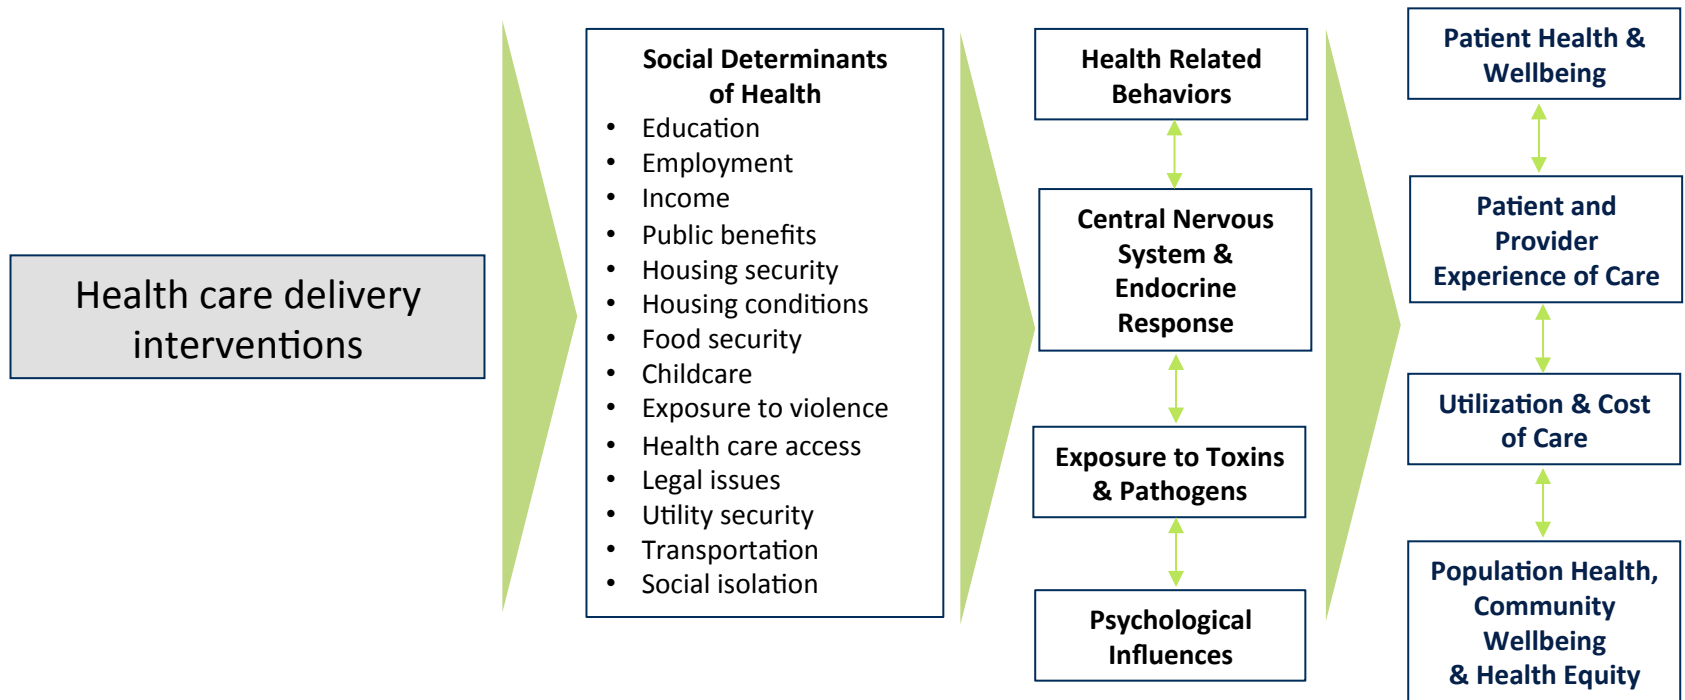 Health care delivery
interventions
Social Determinants
of Health
• Education
• Employment
• Income
• Public benefits
• Housing security
• Housing conditions
• Food security
• Childcare
• Exposure to violence
• Health care access
• Legal issues
• Utility security
• Transportation
• Social isolation
Health Related
Behaviors
Central Nervous
System &
Endocrine
Response
Exposure to Toxins
& Pathogens
Psychological
Influences
Patient Health &
Wellbeing
Patient and
Provider
Experience of Care
Utilization & Cost
of Care
Population Health,
Community
Wellbeing
& Health Equity